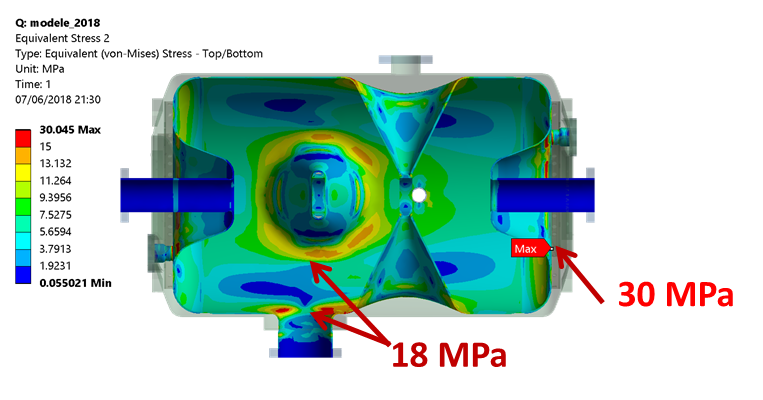 Q: modele_2018
Equivalent Stress 2
Type: Equivalent (von-Mises) Stress - Top/Bottom
Unit: MPa
Time: 1
07/06/2018 21:30
30.045 Max
15
13.132
11.264
9.3956
7.5275
5.6594
3.7913
1.9231
0.055021 Min
Max
30 MPa
18 MPa